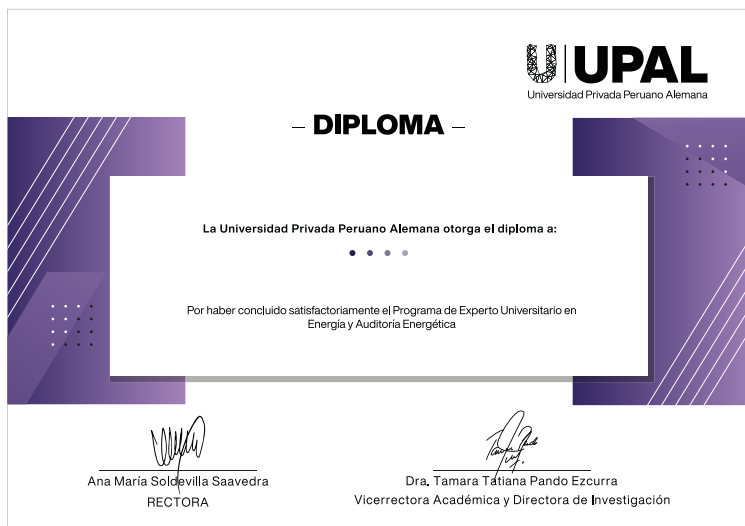 UPAL
Universidad Privada Peruano Alemana
– DIPLOMA –
La Universidad Privada Peruano Alemana otorga el diploma a:
Por haber concluido satisfactoriamente el Programa de Experto Universitario en
Energía y Auditoría Energética
Ana María Soldevilla Saavedra
RECTORA
Dra. Tamara Tatiana Pando Ezcurra
Vicerrectora Académica y Directora de Investigación